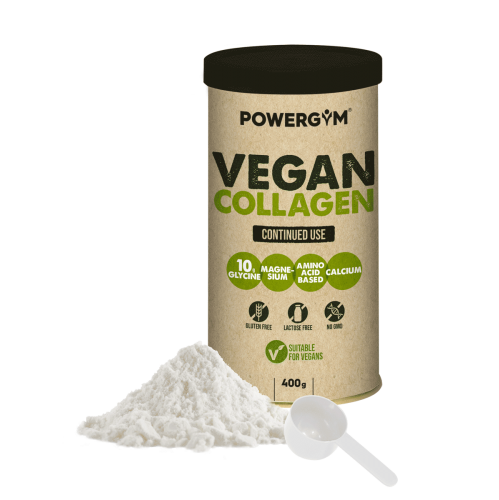 POWERGYM®
VEGAN
COLLAGEN
CONTINUED USE
10g
GLYCINE
MAGNE-
SIUM
AMINO
ACID
BASED
CALCIUM
GLUTEN FREE
LACTOSE FREE
NO GMO
SUITABLE
FOR VEGANS
400g